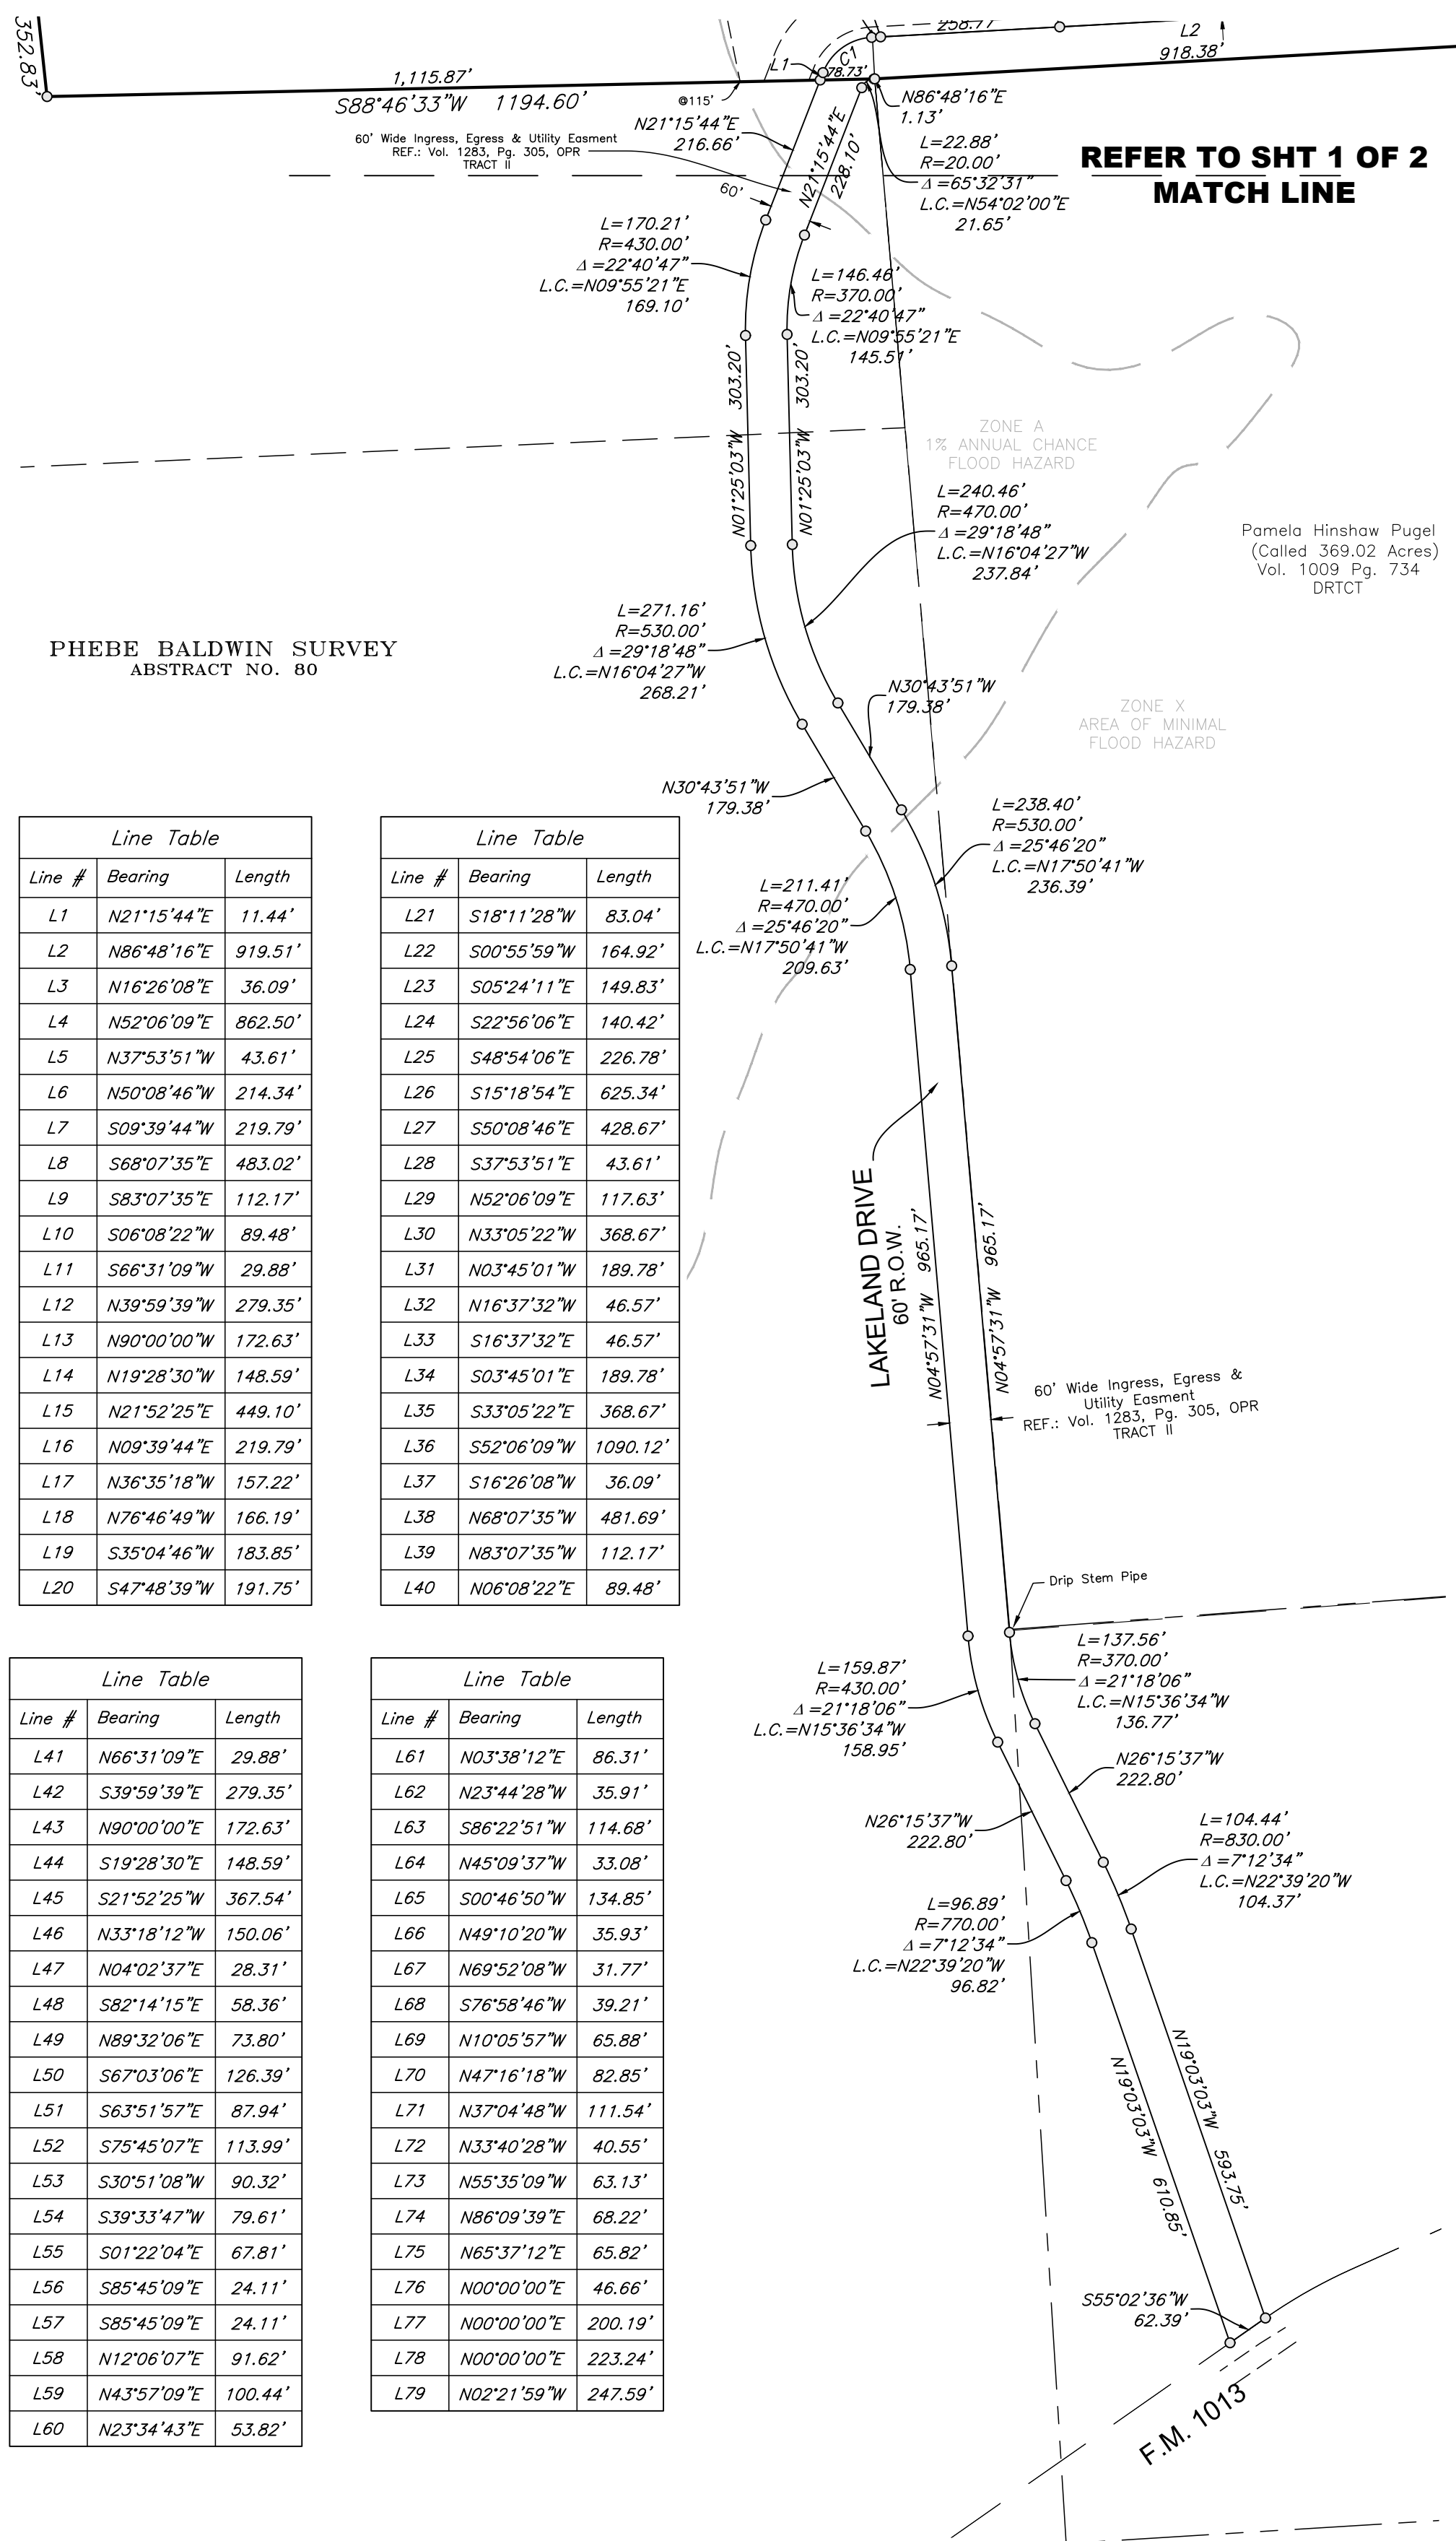 352.83'
1,115.87'
S88°46'33"W 1194.60'
60' Wide Ingress, Egress & Utility Easment
REF.: Vol. 1283, Pg. 305, OPR
TRACT II
@115'
L1
C1
78.73'
258.77'
L2
918.38'
N86°48'16"E
1.13'
N21°15'44"E
216.66'
60'
N21°15'44"E
228.10'
L=22.88'
R=20.00'
Δ=65°32'31"
L.C.=N54°02'00"E
21.65'
REFER TO SHT 1 OF 2
MATCH LINE
L=170.21'
R=430.00'
Δ=22°40'47"
L.C.=N09°55'21"E
169.10'
L=146.46'
R=370.00'
Δ=22°40'47"
L.C.=N09°55'21"E
145.51'
N01°25'03"W 303.20'
N01°25'03"W 303.20'
ZONE A
1% ANNUAL CHANCE
FLOOD HAZARD
L=240.46'
R=470.00'
Δ=29°18'48"
L.C.=N16°04'27"W
237.84'
Pamela Hinshaw Pugel
(Called 369.02 Acres)
Vol. 1009 Pg. 734
DRTCT
PHEBE BALDWIN SURVEY
ABSTRACT NO. 80
L=271.16'
R=530.00'
Δ=29°18'48"
L.C.=N16°04'27"W
268.21'
N30°43'51"W
179.38'
ZONE X
AREA OF MINIMAL
FLOOD HAZARD
N30°43'51"W
179.38'
L=238.40'
R=530.00'
Δ=25°46'20"
L.C.=N17°50'41"W
236.39'
L=211.41'
R=470.00'
Δ=25°46'20"
L.C.=N17°50'41"W
209.63'
Line Table
Line # Bearing Length
L1 N21°15'44"E 11.44'
L2 N86°48'16"E 919.51'
L3 N16°26'08"E 36.09'
L4 N52°06'09"E 862.50'
L5 N37°53'51"W 43.61'
L6 N50°08'46"W 214.34'
L7 S09°39'44"W 219.79'
L8 S68°07'35"E 483.02'
L9 S83°07'35"E 112.17'
L10 S06°08'22"W 89.48'
L11 S66°31'09"W 29.88'
L12 N39°59'39"W 279.35'
L13 N90°00'00"W 172.63'
L14 N19°28'30"W 148.59'
L15 N21°52'25"E 449.10'
L16 N09°39'44"E 219.79'
L17 N36°35'18"W 157.22'
L18 N76°46'49"W 166.19'
L19 S35°04'46"W 183.85'
L20 S47°48'39"W 191.75'
Line Table
Line # Bearing Length
L21 S18°11'28"W 83.04'
L22 S00°55'59"W 164.92'
L23 S05°24'11"E 149.83'
L24 S22°56'06"E 140.42'
L25 S48°54'06"E 226.78'
L26 S15°18'54"E 625.34'
L27 S50°08'46"E 428.67'
L28 S37°53'51"E 43.61'
L29 N52°06'09"E 117.63'
L30 N33°05'22"W 368.67'
L31 N03°45'01"W 189.78'
L32 N16°37'32"W 46.57'
L33 S16°37'32"E 46.57'
L34 S03°45'01"E 189.78'
L35 S33°05'22"E 368.67'
L36 S52°06'09"W 1090.12'
L37 S16°26'08"W 36.09'
L38 N68°07'35"W 481.69'
L39 N83°07'35"W 112.17'
L40 N06°08'22"E 89.48'
LAKELAND DRIVE
60' R.O.W.
N04°57'31"W 965.17'
N04°57'31"W 965.17'
60' Wide Ingress, Egress &
Utility Easment
REF.: Vol. 1283, Pg. 305, OPR
TRACT II
Drip Stem Pipe
Line Table
Line # Bearing Length
L41 N66°31'09"E 29.88'
L42 S39°59'39"E 279.35'
L43 N90°00'00"E 172.63'
L44 S19°28'30"E 148.59'
L45 S21°52'25"W 367.54'
L46 N33°18'12"W 150.06'
L47 N04°02'37"E 28.31'
L48 S82°14'15"E 58.36'
L49 N89°32'06"E 73.80'
L50 S67°03'06"E 126.39'
L51 S63°51'57"E 87.94'
L52 S75°45'07"E 113.99'
L53 S30°51'08"W 90.32'
L54 S39°33'47"W 79.61'
L55 S01°22'04"E 67.81'
L56 S85°45'09"E 24.11'
L57 S85°45'09"E 24.11'
L58 N12°06'07"E 91.62'
L59 N43°57'09"E 100.44'
L60 N23°34'43"E 53.82'
Line Table
Line # Bearing Length
L61 N03°38'12"E 86.31'
L62 N23°44'28"W 35.91'
L63 S86°22'51"W 114.68'
L64 N45°09'37"W 33.08'
L65 S00°46'50"W 134.85'
L66 N49°10'20"W 35.93'
L67 N69°52'08"W 31.77'
L68 S76°58'46"W 39.21'
L69 N10°05'57"W 65.88'
L70 N47°16'18"W 82.85'
L71 N37°04'48"W 111.54'
L72 N33°40'28"W 40.55'
L73 N55°35'09"W 63.13'
L74 N86°09'39"E 68.22'
L75 N65°37'12"E 65.82'
L76 N00°00'00"E 46.66'
L77 N00°00'00"E 200.19'
L78 N00°00'00"E 223.24'
L79 N02°21'59"W 247.59'
L=159.87'
R=430.00'
Δ=21°18'06"
L.C.=N15°36'34"W
158.95'
L=137.56'
R=370.00'
Δ=21°18'06"
L.C.=N15°36'34"W
136.77'
N26°15'37"W
222.80'
N26°15'37"W
222.80'
L=104.44'
R=830.00'
Δ=7°12'34"
L.C.=N22°39'20"W
104.37'
L=96.89'
R=770.00'
Δ=7°12'34"
L.C.=N22°39'20"W
96.82'
N19°03'03"W 610.85'
N19°03'03"W 593.75'
S55°02'36"W
62.39'
F.M. 1013